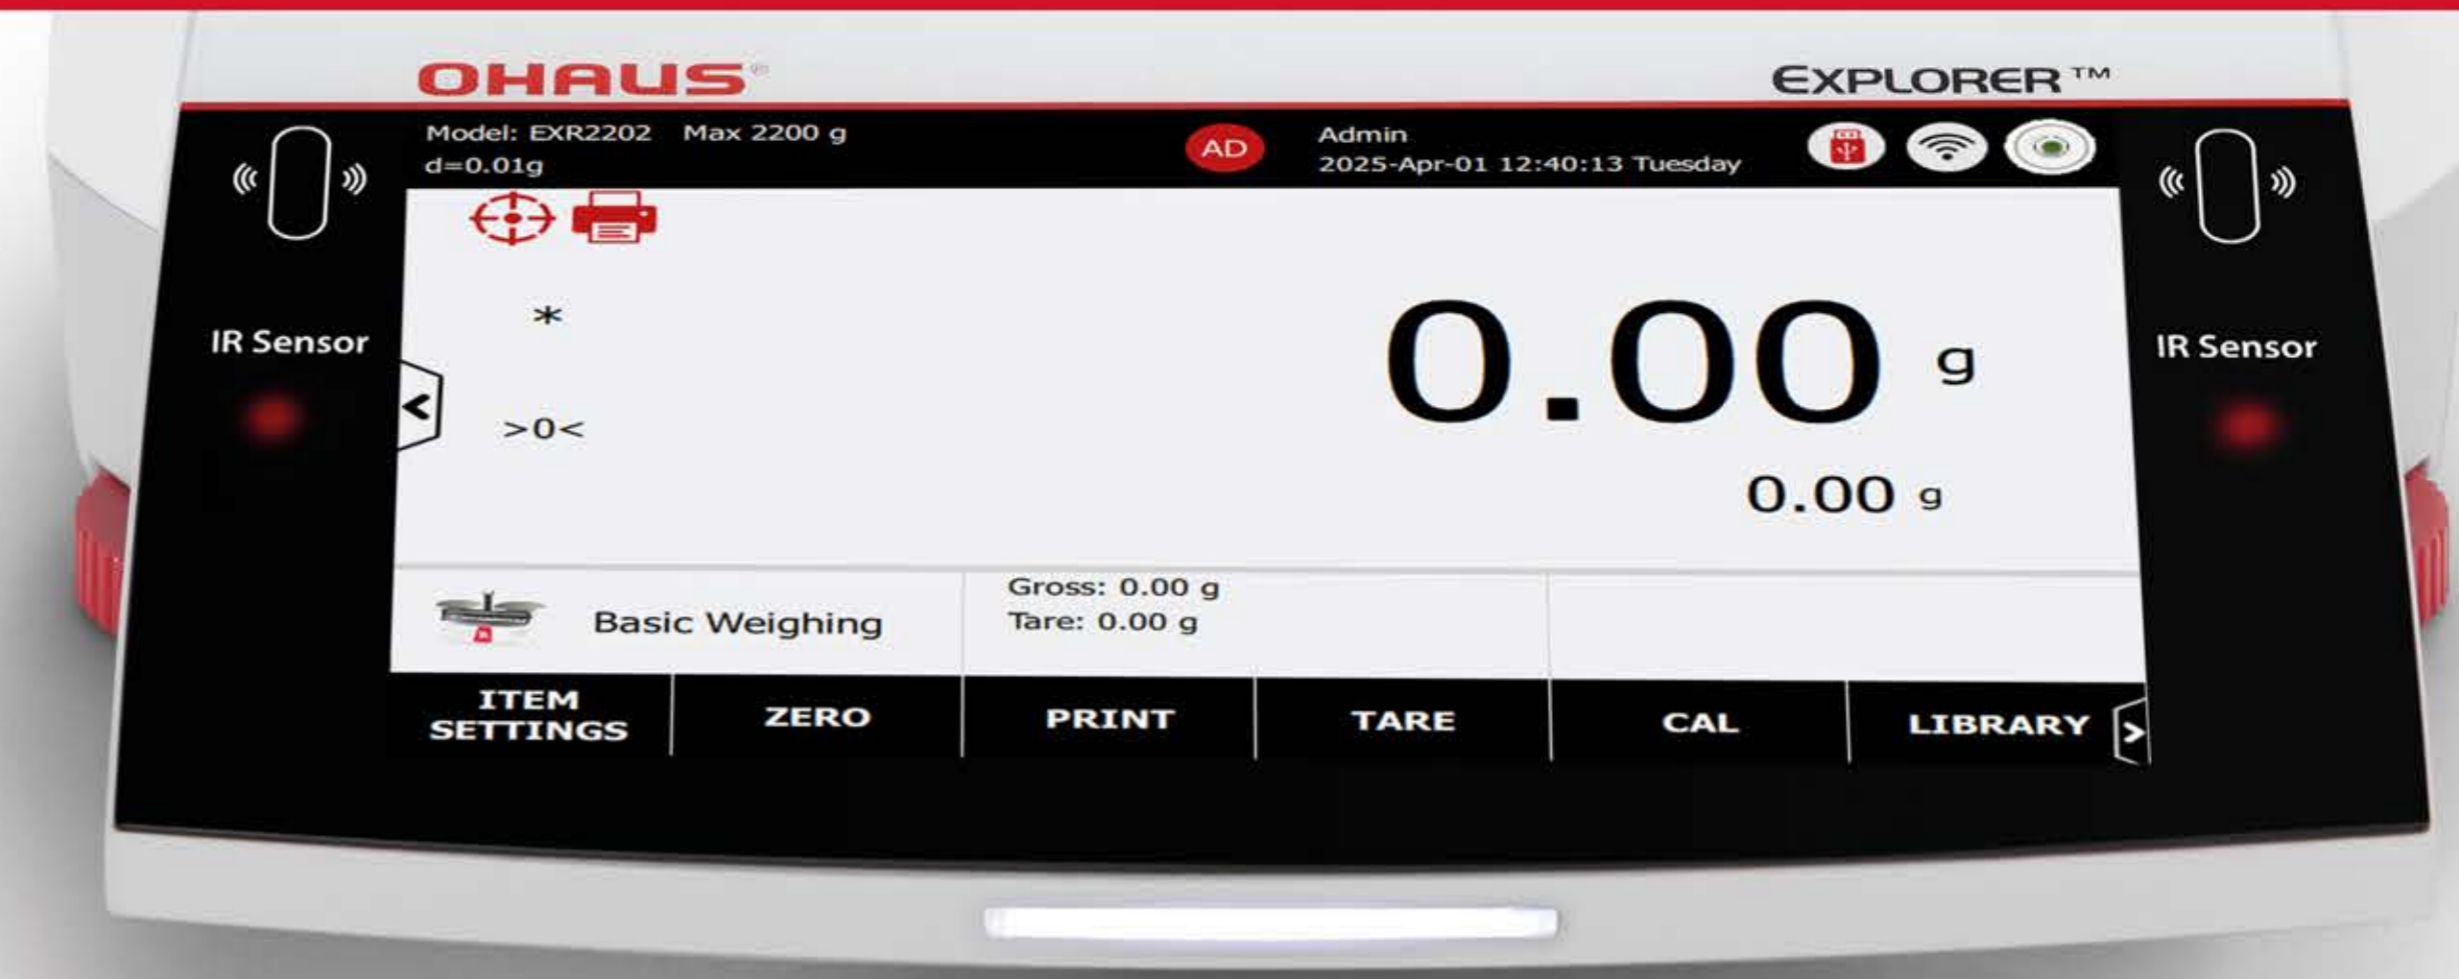 OHAUS®
EXPLORER™
Model: EXR2202 Max 2200 g
d=0.01g
AD
Admin
2025-Apr-01 12:40:13 Tuesday
IR Sensor
*
0.00 g
IR Sensor
>0<
0.00 g
Basic Weighing
Gross: 0.00 g
Tare: 0.00 g
ITEM
SETTINGS
ZERO
PRINT
TARE
CAL
LIBRARY